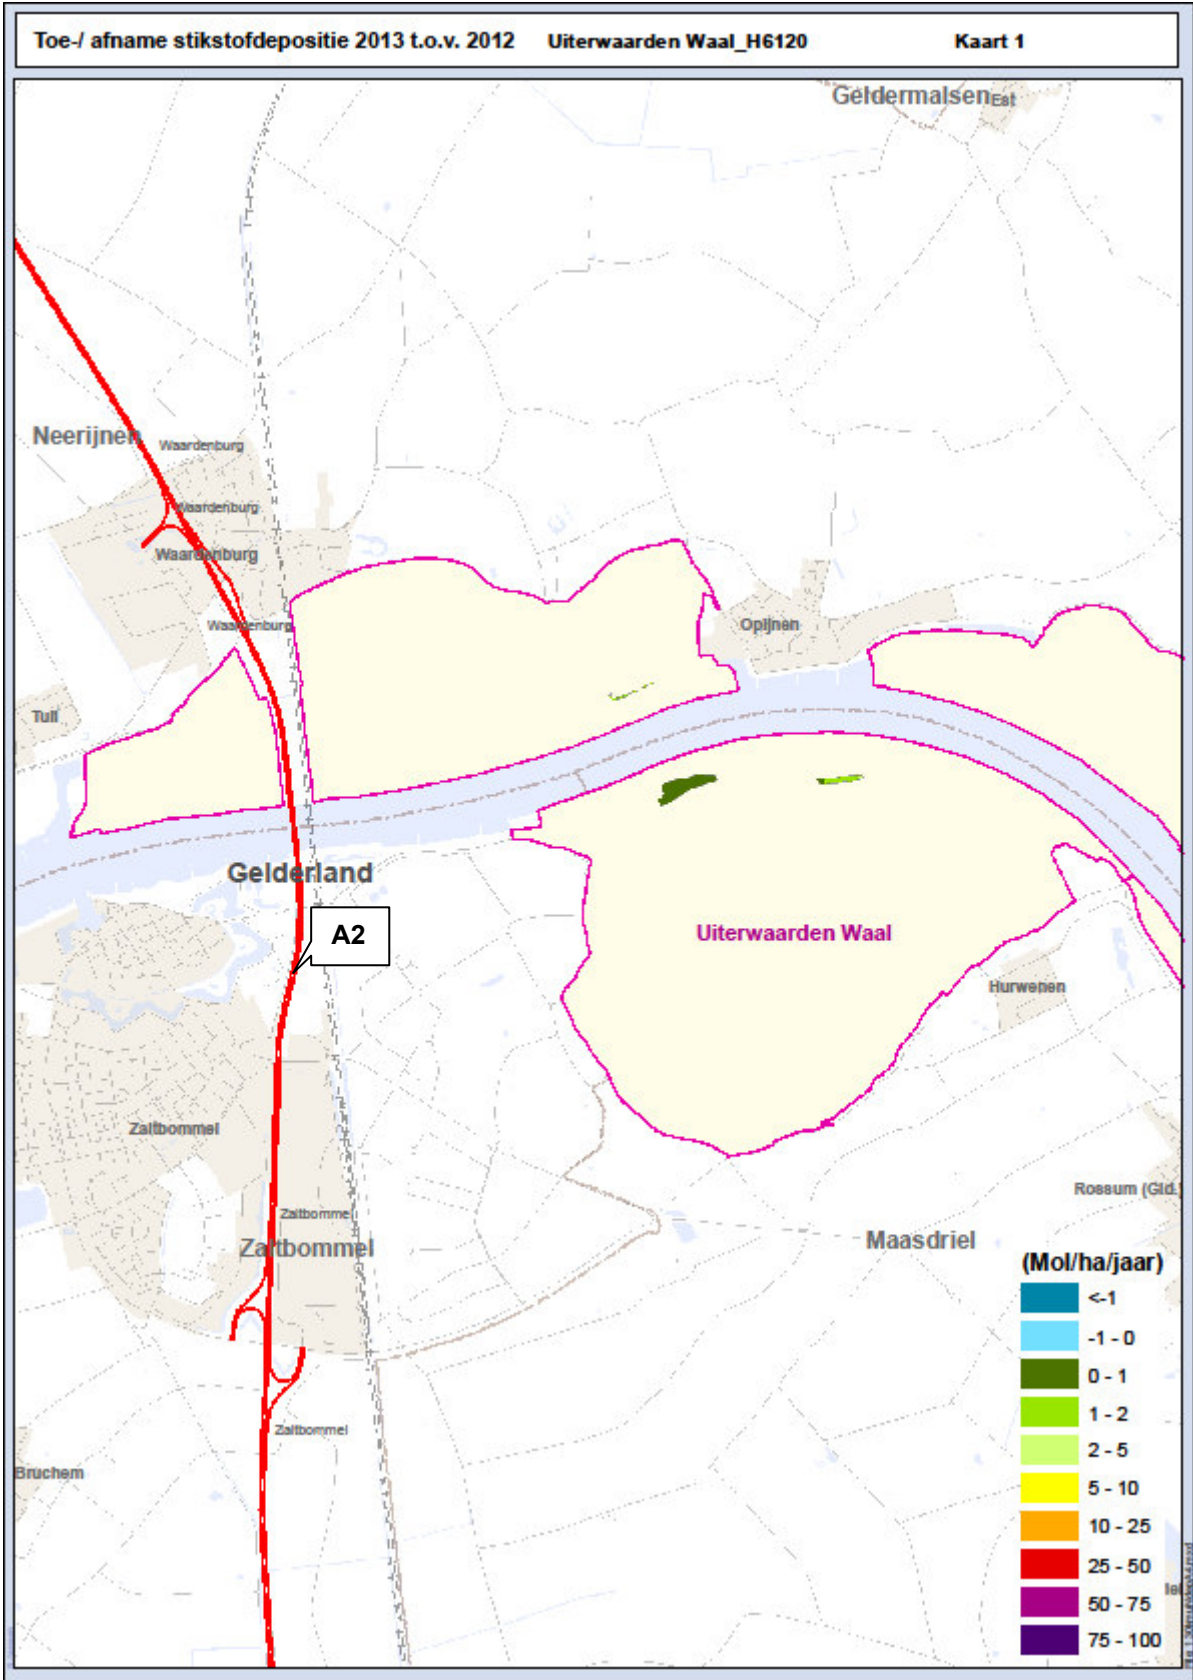 Toe-/ afname stikstofdepositie 2013 t.o.v. 2012 Uiterwaarden Waal_H6120 Kaart 1
Geldermalsen Est
Neerijnen
Waardenburg
Waardenburg
Waardenburg
Waardenburg
Opijnen
Tuil
Gelderland
A2
Uiterwaarden Waal
Hurwenen
Zaltbommel
Rossum (Gld.)
Zaltbommel
Zaltbommel
Maasdriel
Zaltbommel
Bruchem
(Mol/ha/jaar)
<-1
-1 - 0
0 - 1
1 - 2
2 - 5
5 - 10
10 - 25
25 - 50
50 - 75
75 - 100